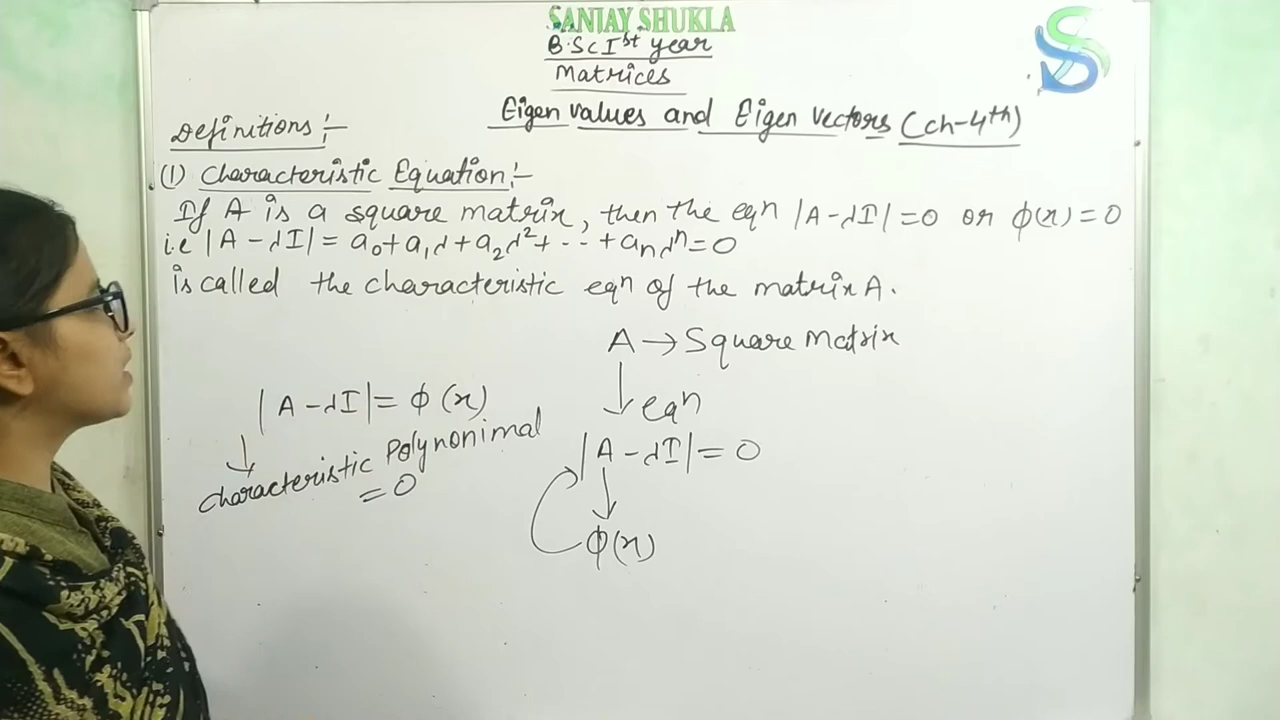 SANJAY SHUKLA
B.Sc Ist year
Matrices
Eigen values and Eigen vectors (ch-4th)
Definitions:-
(1) Characteristic Equation:-
If A is a square matrix, then the eqn |A-λI|=0 or ϕ(x)=0
i.e |A-λI| = a₀+a₁λ+a₂λ²+ -- +aₙλⁿ=0
is called the characteristic eqn of the matrix A.
A → Square Matrix
↓ eqn
|A-λI|=0
↓
ϕ(x)
|A-λI|= ϕ(x)
↓
characteristic Polynonimal
=0